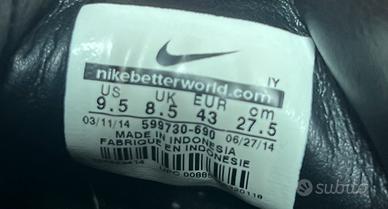 IY
nikebetterworld.com
US UK EUR cm
9.5 8.5 43 27.5
03/11/14 599730-690 06/27/14
MADE IN INDONESIA
FABRIQUE EN INDONESIE
subito